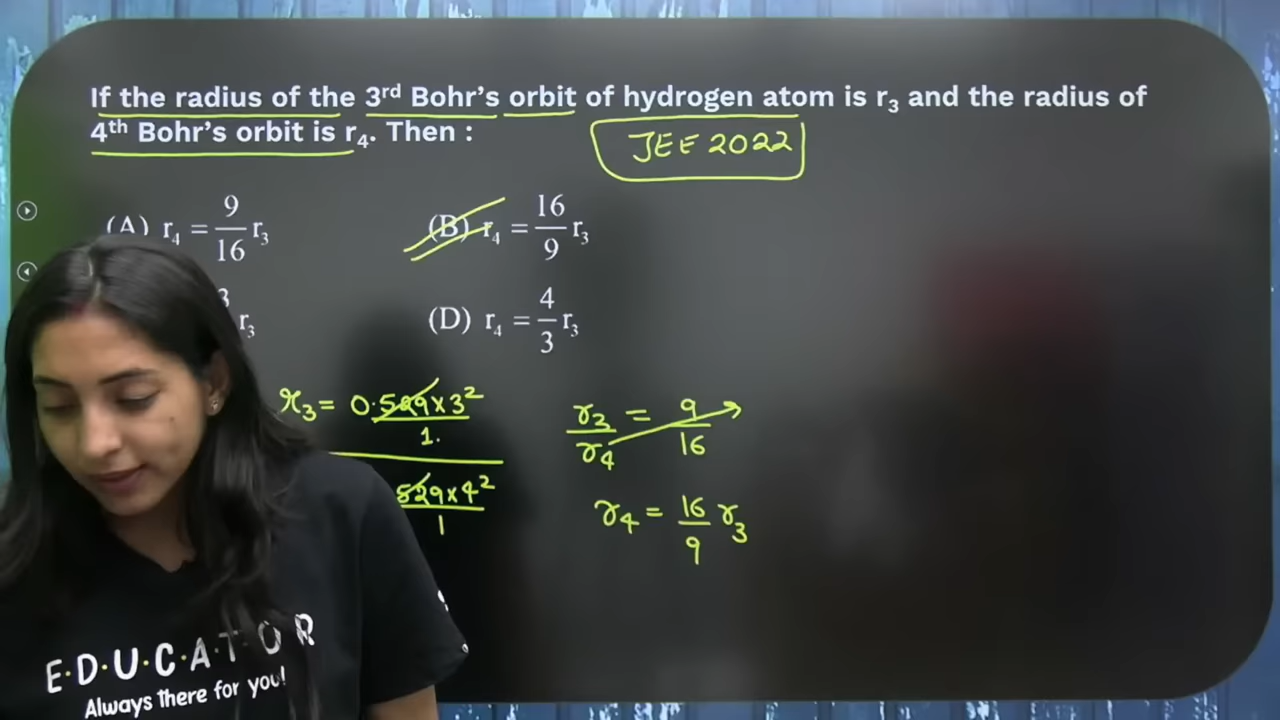 If the radius of the 3rd Bohr's orbit of hydrogen atom is r₃ and the radius of
4th Bohr's orbit is r₄. Then :
JEE 2022
(A) r₄ = 9/16 r₃
(B) r₄ = 16/9 r₃
3
r₃
(D) r₄ = 4/3 r₃
r₃ = 0.529×3²/1.
529×4²/1
r₃/r₄ = 9/16
r₄ = 16/9 r₃
E·D·U·C·A·T·O R
Always there for you!